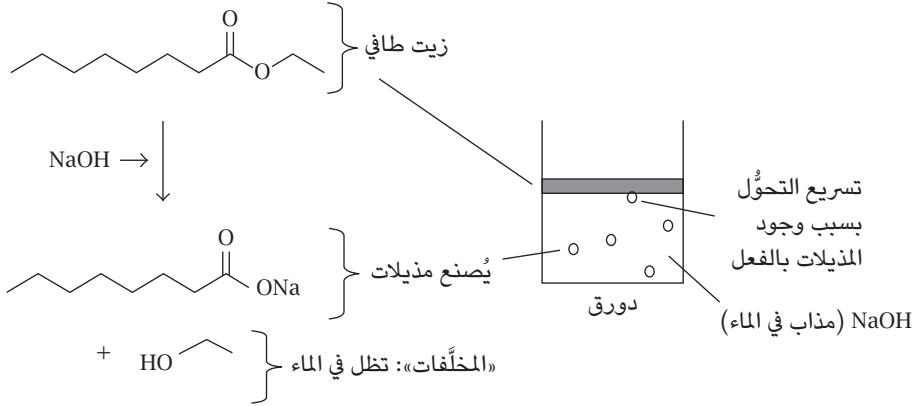 O
O
زيت طافي
NaOH
تسريع التحوُّل
بسبب وجود
المذيلات بالفعل
O
ONa
يُصنع مذيلات
دورق
NaOH (مذاب في الماء)
+
HO
«المخلَّفات»: تظل في الماء